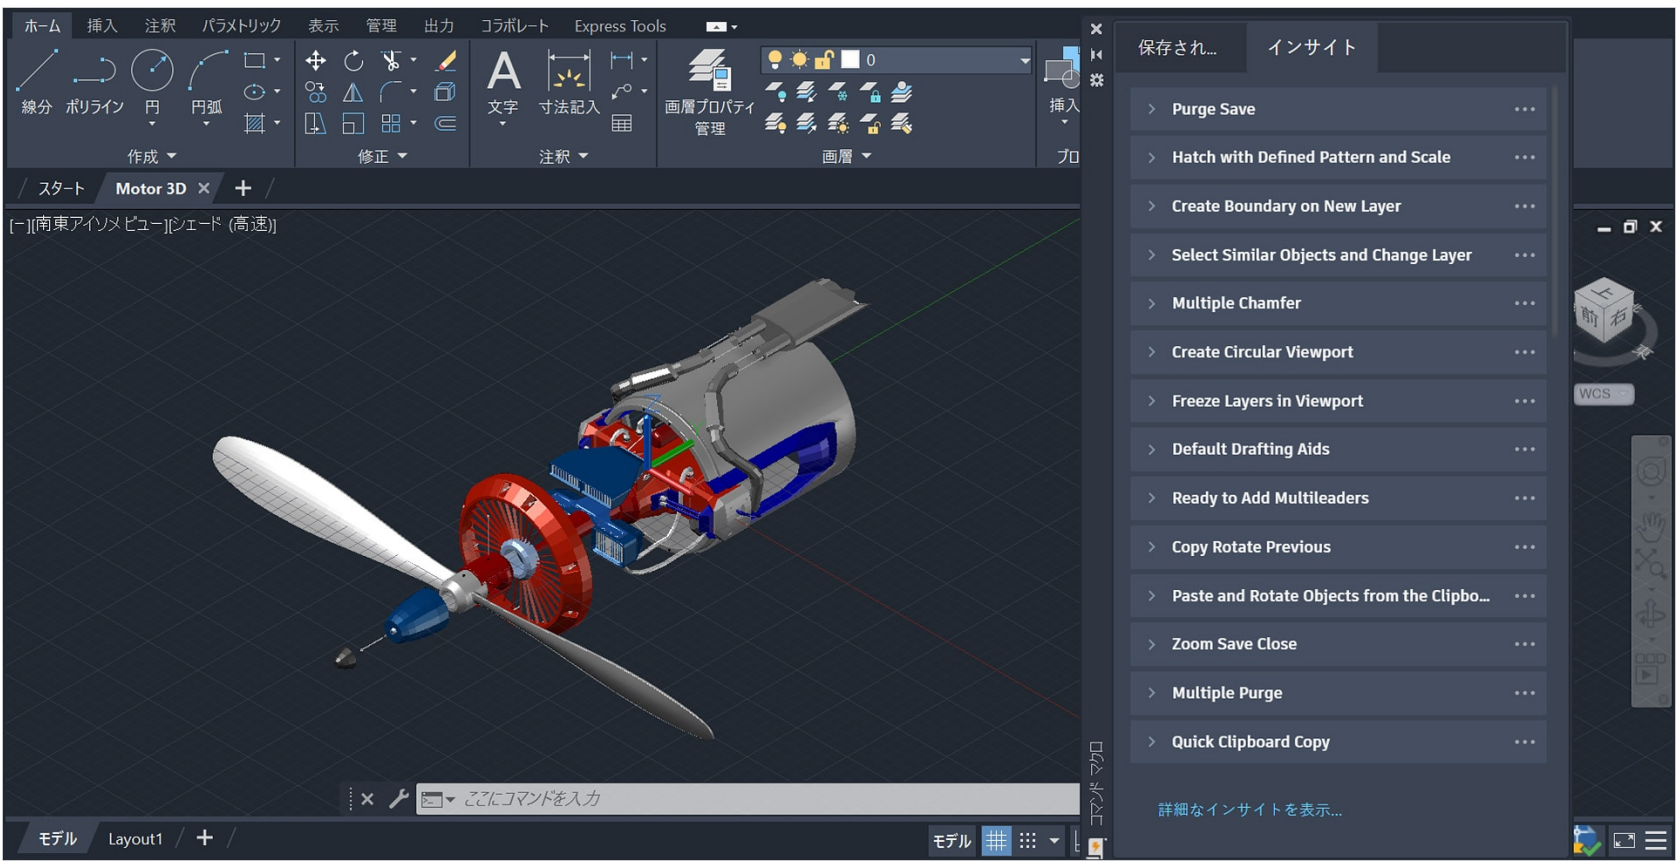 ホーム 挿入 注釈 パラメトリック 表示 管理 出力 コラボレート Express Tools
線分 ポリライン 円 円弧
文字 寸法記入
画層プロパティ管理
0
挿入
作成 修正 注釈 画層 ブロ
スタート Motor 3D
[−][南東アイソメ ビュー][シェード (高速)]
上
前 右
東
WCS
ここにコマンドを入力
モデル Layout1
モデル
保存され... インサイト
Purge Save
Hatch with Defined Pattern and Scale
Create Boundary on New Layer
Select Similar Objects and Change Layer
Multiple Chamfer
Create Circular Viewport
Freeze Layers in Viewport
Default Drafting Aids
Ready to Add Multileaders
Copy Rotate Previous
Paste and Rotate Objects from the Clipbo...
Zoom Save Close
Multiple Purge
Quick Clipboard Copy
詳細なインサイトを表示...
コマンド マクロ